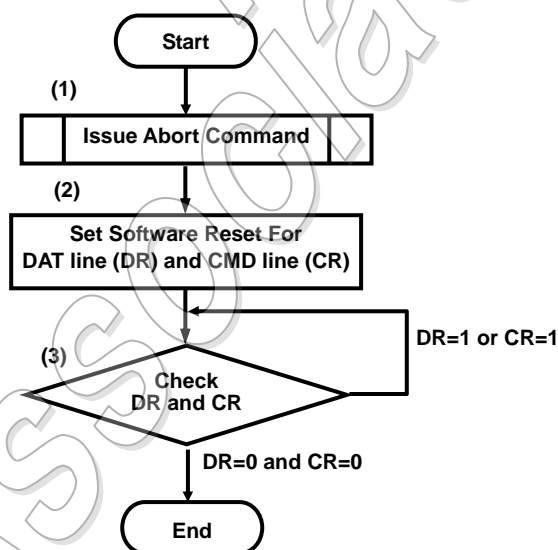 Start
(1)
Issue Abort Command
(2)
Set Software Reset For
DAT line (DR) and CMD line (CR)
DR=1 or CR=1
(3)
Check
DR and CR
DR=0 and CR=0
End